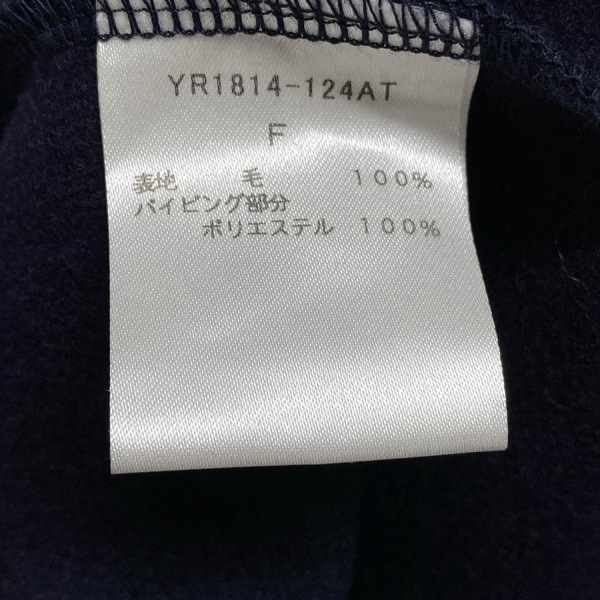 YR1814-124AT
F
表地 毛 100%
パイピング部分
ポリエステル 100%